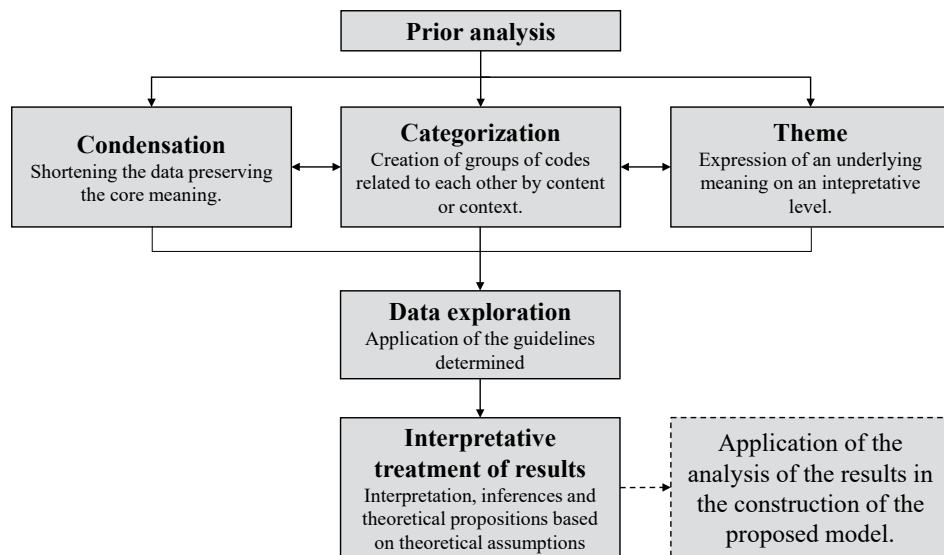 Prior analysis
Condensation
Shortening the data preserving
the core meaning.
Categorization
Creation of groups of codes
related to each other by content
or context.
Theme
Expression of an underlying
meaning on an intepretative
level.
Data exploration
Application of the guidelines
determined
Interpretative
treatment of results
Interpretation, inferences and
theoretical propositions based
on theoretical assumptions
Application of the
analysis of the results in
the construction of the
proposed model.